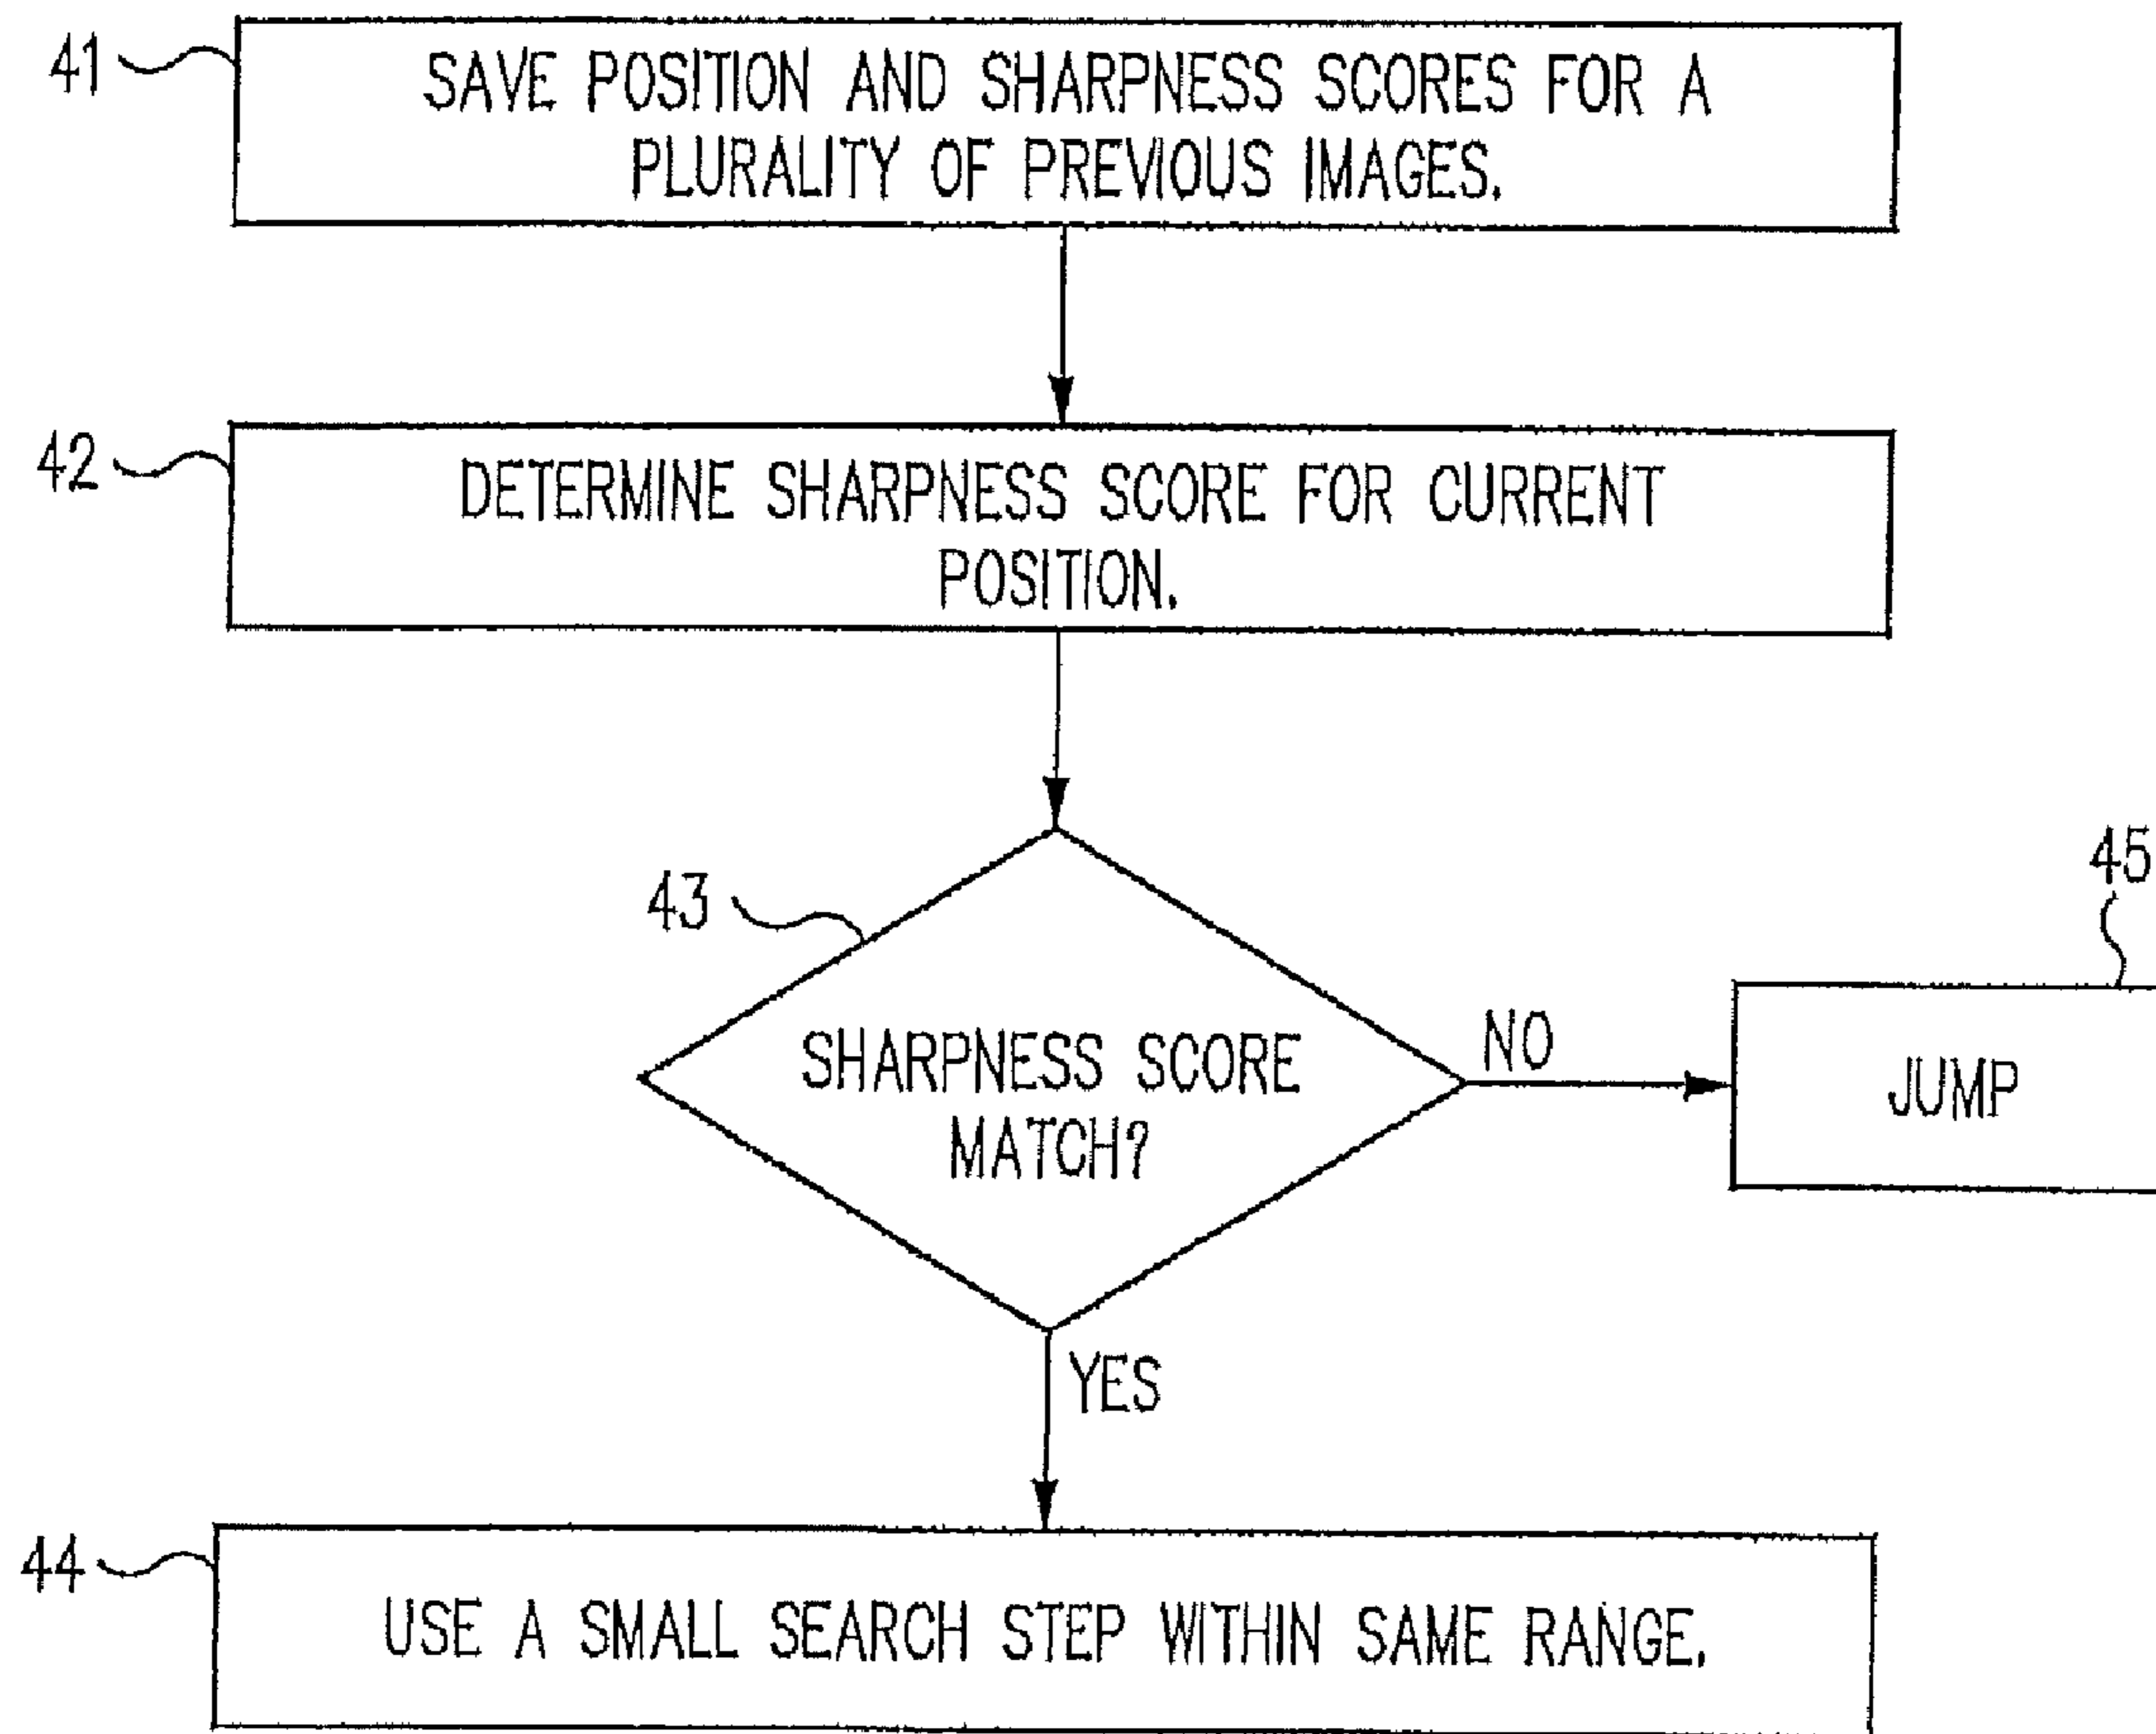 41
SAVE POSITION AND SHARPNESS SCORES FOR A
PLURALITY OF PREVIOUS IMAGES.
42
DETERMINE SHARPNESS SCORE FOR CURRENT
POSITION.
43
SHARPNESS SCORE
MATCH?
NO
45
JUMP
YES
44
USE A SMALL SEARCH STEP WITHIN SAME RANGE.